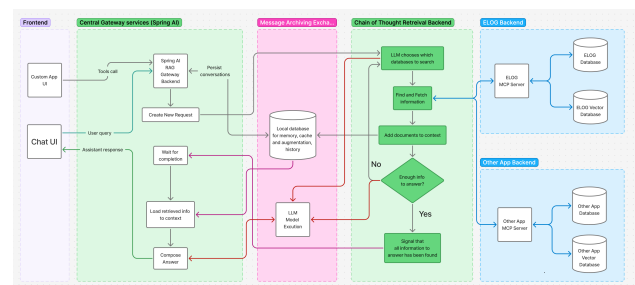 Frontend
Central Gateway services (Spring AI)
Message Archiving Excha...
Chain of Thought Retreival Backend
ELOG Backend
Custom App
UI
Tools call
Spring AI
RAG
Gateway
Backend
Persist
conversations
Create New Request
User query
Chat UI
Assistant response
Wait for
completion
Load retrieved info
to context
Compose
Answer
Local database
for memory, cache
and augmentation,
history
LLM
Model
Exution
LLM chooses which
databases to search
Find and Fetch
information
Add documents to context
No
Enough info
to answer?
Yes
Signal that
all information to
answer has been found
ELOG
MCP Server
ELOG
Database
ELOG Vector
Database
Other App Backend
Other App
MCP Server
Other App
Database
Other App
Vector
Database